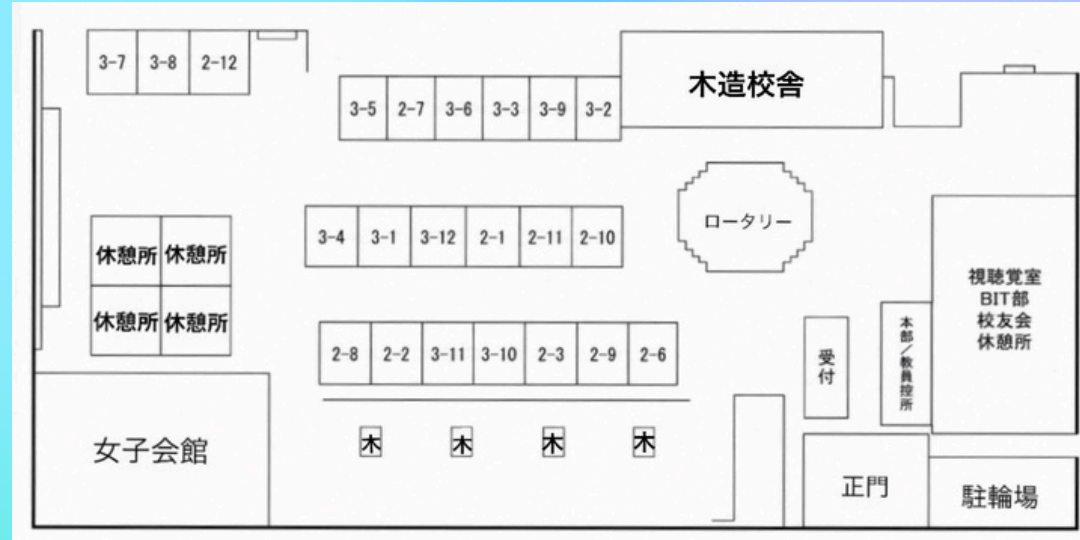 3-7 3-8 2-12
3-5 2-7 3-6 3-3 3-9 3-2
木造校舎
3-4 3-1 3-12 2-1 2-11 2-10
ロータリー
休憩所 休憩所
休憩所 休憩所
視聴覚室
BIT部
校友会
休憩所
2-8 2-2 3-11 3-10 2-3 2-9 2-6
受付
本部/教員控所
木 木 木 木
女子会館
正門
駐輪場